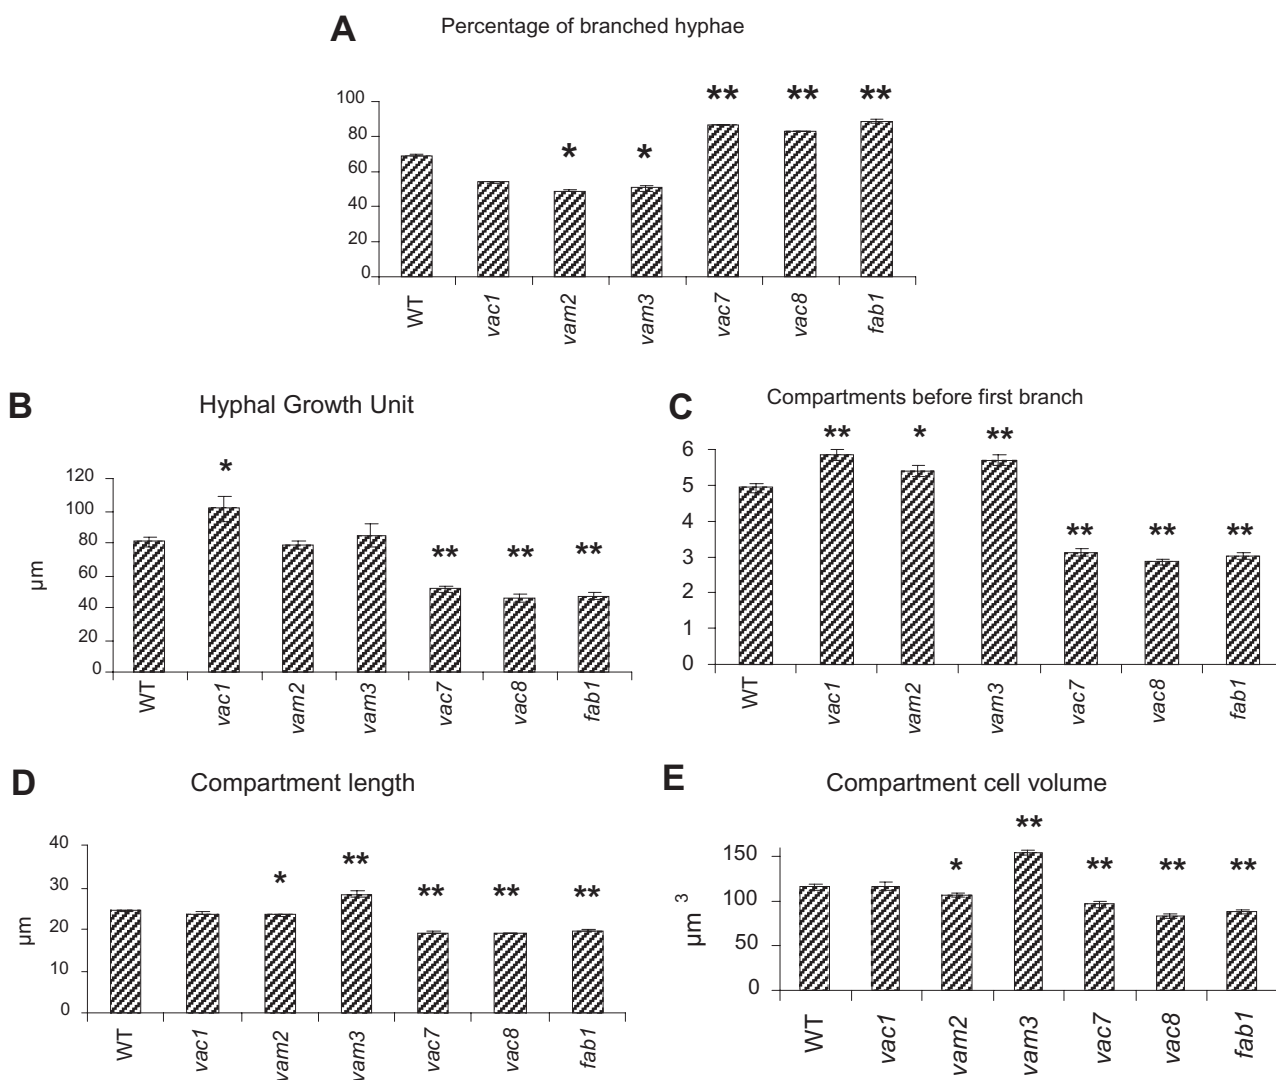 A Percentage of branched hyphae
** ** **
* *
100
80
60
40
20
0
WT vac1 vam2 vam3 vac7 vac8 fab1
B Hyphal Growth Unit
*
** ** **
µm
120
100
80
60
40
20
0
WT vac1 vam2 vam3 vac7 vac8 fab1
C Compartments before first branch
** * **
** ** **
6
5
4
3
2
1
0
WT vac1 vam2 vam3 vac7 vac8 fab1
D Compartment length
* ** ** ** **
µm
40
30
20
10
0
WT vac1 vam2 vam3 vac7 vac8 fab1
E Compartment cell volume
* ** ** ** **
µm 3
150
100
50
0
WT vac1 vam2 vam3 vac7 vac8 fab1